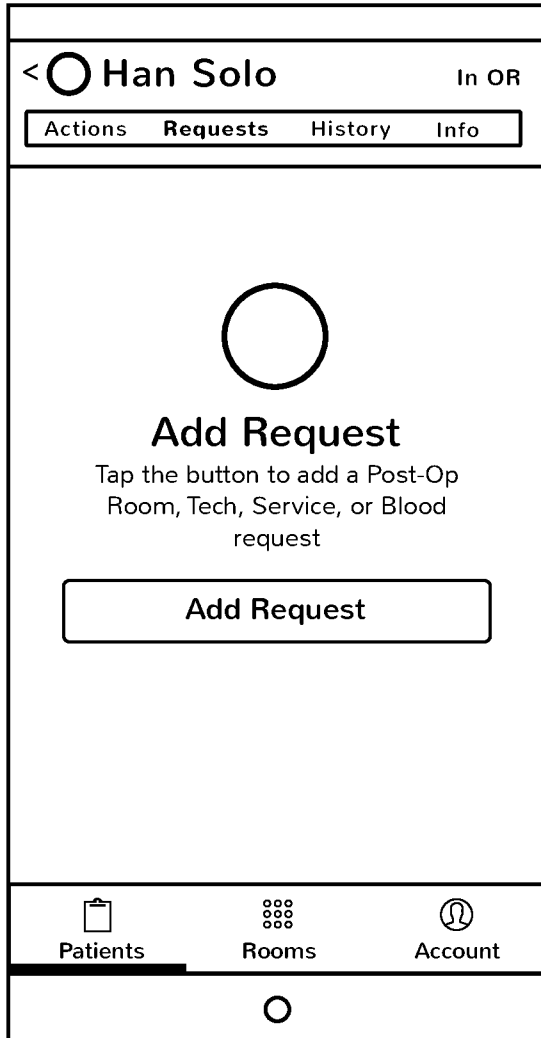 < Han Solo In OR
Actions Requests History Info
Add Request
Tap the button to add a Post-Op
Room, Tech, Service, or Blood
request
Add Request
Patients Rooms Account